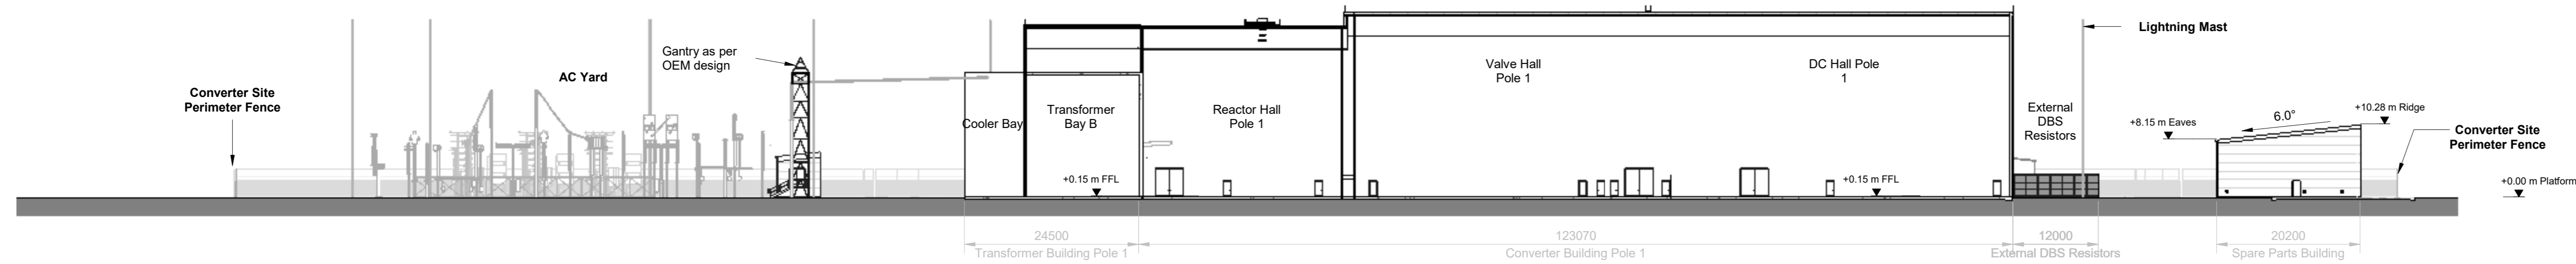 Converter Site
Perimeter Fence
AC Yard
Gantry as per
OEM design
Cooler Bay
Transformer
Bay B
+0.15 m FFL
Reactor Hall
Pole 1
Valve Hall
Pole 1
DC Hall Pole
1
+0.15 m FFL
External
DBS
Resistors
Lightning Mast
+8.15 m Eaves
6.0°
+10.28 m Ridge
Converter Site
Perimeter Fence
+0.00 m Platform
24500
Transformer Building Pole 1
123070
Converter Building Pole 1
12000
External DBS Resistors
20200
Spare Parts Building